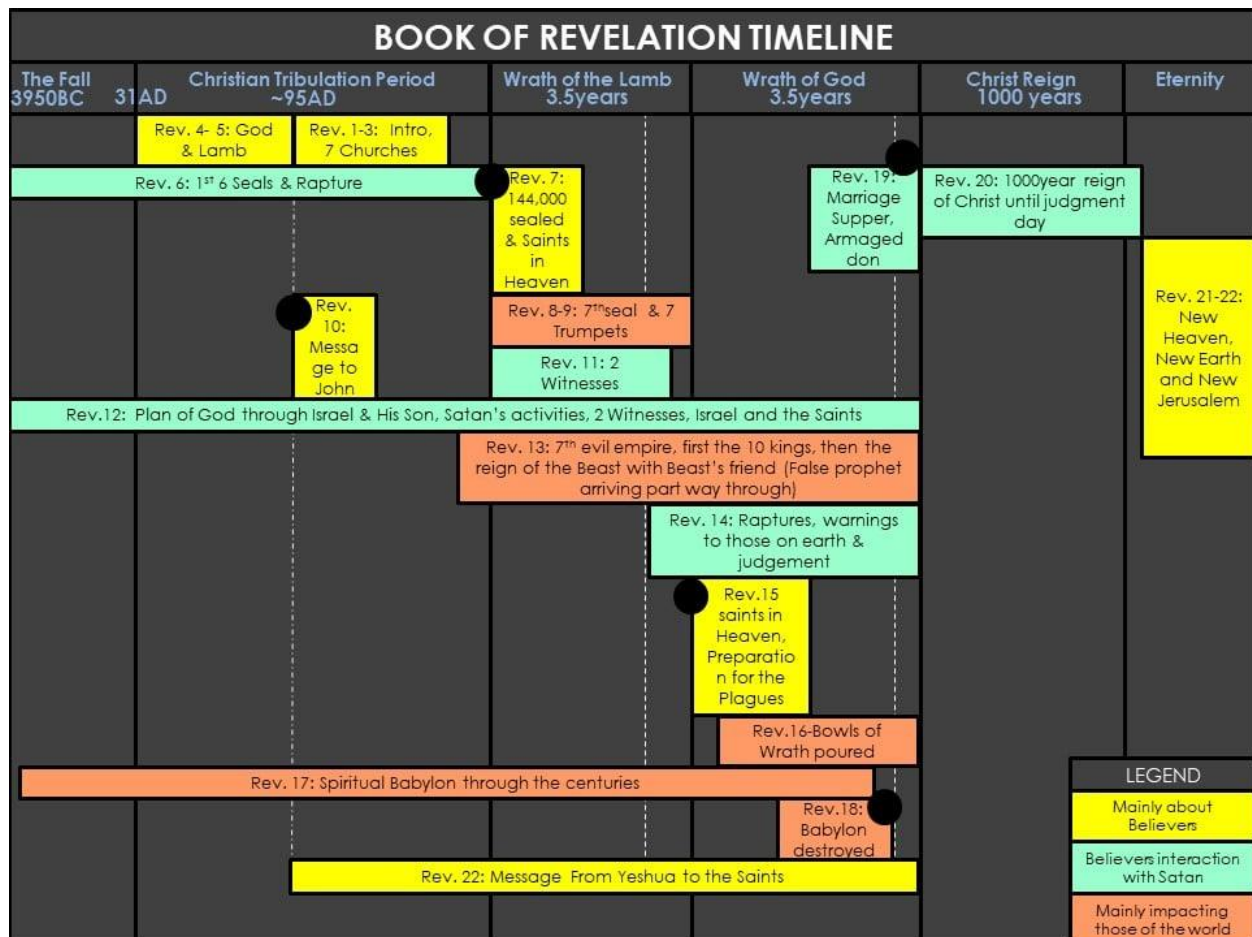 BOOK OF REVELATION TIMELINE
The Fall
3950BC
31AD
Christian Tribulation Period
~95AD
Wrath of the Lamb
3.5years
Wrath of God
3.5years
Christ Reign
1000 years
Eternity
Rev. 4- 5: God
& Lamb
Rev. 1-3: Intro,
7 Churches
Rev. 6: 1st 6 Seals & Rapture
Rev. 7:
144,000
sealed
& Saints
in
Heaven
Rev. 19:
Marriage
Supper,
Armaged
don
Rev. 20: 1000year reign
of Christ until judgment
day
Rev. 21-22:
New
Heaven,
New Earth
and New
Jerusalem
Rev.
10:
Messa
ge to
John
Rev. 8-9: 7thseal & 7
Trumpets
Rev. 11: 2
Witnesses
Rev.12: Plan of God through Israel & His Son, Satan's activities, 2 Witnesses, Israel and the Saints
Rev. 13: 7th evil empire, first the 10 kings, then the
reign of the Beast with Beast's friend (False prophet
arriving part way through)
Rev. 14: Raptures, warnings
to those on earth &
judgement
Rev.15
saints in
Heaven,
Preparatio
n for the
Plagues
Rev.16-Bowls of
Wrath poured
Rev. 17: Spiritual Babylon through the centuries
Rev.18:
Babylon
destroyed
Rev. 22: Message From Yeshua to the Saints
LEGEND
Mainly about
Believers
Believers interaction
with Satan
Mainly impacting
those of the world